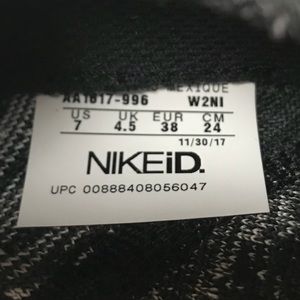 MEXIQUE
AA1617-996 W2NI
US UK EUR CM
7 4.5 38 24
11/30/17
NIKEiD.
UPC 00888408056047